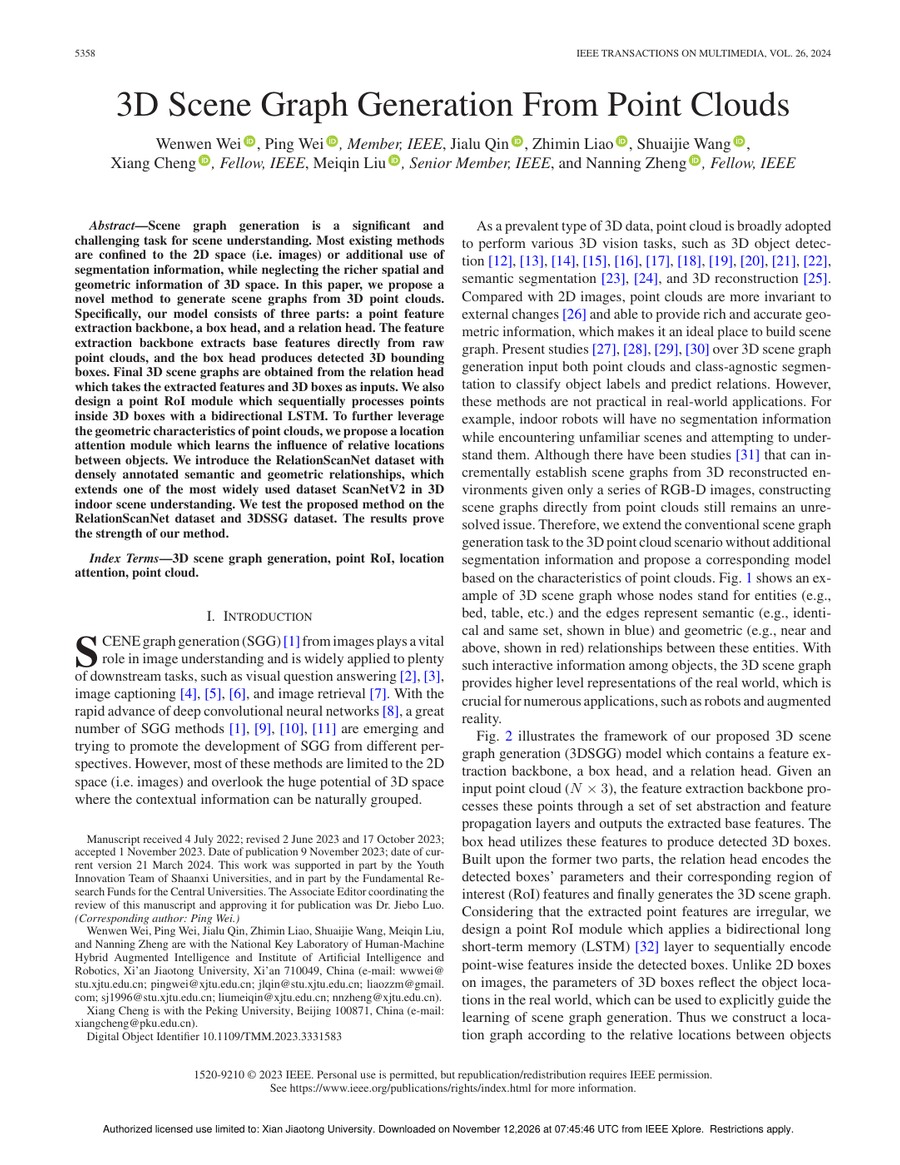 5358
IEEE TRANSACTIONS ON MULTIMEDIA, VOL. 26, 2024
3D Scene Graph Generation From Point Clouds
Wenwen Wei, Ping Wei, Member, IEEE, Jialu Qin, Zhimin Liao, Shuaijie Wang,
Xiang Cheng, Fellow, IEEE, Meiqin Liu, Senior Member, IEEE, and Nanning Zheng, Fellow, IEEE
Abstract—Scene graph generation is a significant and
challenging task for scene understanding. Most existing methods
are confined to the 2D space (i.e. images) or additional use of
segmentation information, while neglecting the richer spatial and
geometric information of 3D space. In this paper, we propose a
novel method to generate scene graphs from 3D point clouds.
Specifically, our model consists of three parts: a point feature
extraction backbone, a box head, and a relation head. The feature
extraction backbone extracts base features directly from raw
point clouds, and the box head produces detected 3D bounding
boxes. Final 3D scene graphs are obtained from the relation head
which takes the extracted features and 3D boxes as inputs. We also
design a point RoI module which sequentially processes points
inside 3D boxes with a bidirectional LSTM. To further leverage
the geometric characteristics of point clouds, we propose a location
attention module which learns the influence of relative locations
between objects. We introduce the RelationScanNet dataset with
densely annotated semantic and geometric relationships, which
extends one of the most widely used dataset ScanNetV2 in 3D
indoor scene understanding. We test the proposed method on the
RelationScanNet dataset and 3DSSG dataset. The results prove
the strength of our method.
Index Terms—3D scene graph generation, point RoI, location
attention, point cloud.
I. INTRODUCTION
SCENE graph generation (SGG) [1] from images plays a vital
role in image understanding and is widely applied to plenty
of downstream tasks, such as visual question answering [2], [3],
image captioning [4], [5], [6], and image retrieval [7]. With the
rapid advance of deep convolutional neural networks [8], a great
number of SGG methods [1], [9], [10], [11] are emerging and
trying to promote the development of SGG from different per-
spectives. However, most of these methods are limited to the 2D
space (i.e. images) and overlook the huge potential of 3D space
where the contextual information can be naturally grouped.
Manuscript received 4 July 2022; revised 2 June 2023 and 17 October 2023;
accepted 1 November 2023. Date of publication 9 November 2023; date of cur-
rent version 21 March 2024. This work was supported in part by the Youth
Innovation Team of Shaanxi Universities, and in part by the Fundamental Re-
search Funds for the Central Universities. The Associate Editor coordinating the
review of this manuscript and approving it for publication was Dr. Jiebo Luo.
(Corresponding author: Ping Wei.)
Wenwen Wei, Ping Wei, Jialu Qin, Zhimin Liao, Shuaijie Wang, Meiqin Liu,
and Nanning Zheng are with the National Key Laboratory of Human-Machine
Hybrid Augmented Intelligence and Institute of Artificial Intelligence and
Robotics, Xi'an Jiaotong University, Xi'an 710049, China (e-mail: wwwei@
stu.xjtu.edu.cn; pingwei@xjtu.edu.cn; jlqin@stu.xjtu.edu.cn; liaozzm@gmail.
com; sj1996@stu.xjtu.edu.cn; liumeiqin@xjtu.edu.cn; nnzheng@xjtu.edu.cn).
Xiang Cheng is with the Peking University, Beijing 100871, China (e-mail:
xiangcheng@pku.edu.cn).
Digital Object Identifier 10.1109/TMM.2023.3331583
As a prevalent type of 3D data, point cloud is broadly adopted
to perform various 3D vision tasks, such as 3D object detec-
tion [12], [13], [14], [15], [16], [17], [18], [19], [20], [21], [22],
semantic segmentation [23], [24], and 3D reconstruction [25].
Compared with 2D images, point clouds are more invariant to
external changes [26] and able to provide rich and accurate geo-
metric information, which makes it an ideal place to build scene
graph. Present studies [27], [28], [29], [30] over 3D scene graph
generation input both point clouds and class-agnostic segmen-
tation to classify object labels and predict relations. However,
these methods are not practical in real-world applications. For
example, indoor robots will have no segmentation information
while encountering unfamiliar scenes and attempting to under-
stand them. Although there have been studies [31] that can in-
crementally establish scene graphs from 3D reconstructed en-
vironments given only a series of RGB-D images, constructing
scene graphs directly from point clouds still remains an unre-
solved issue. Therefore, we extend the conventional scene graph
generation task to the 3D point cloud scenario without additional
segmentation information and propose a corresponding model
based on the characteristics of point clouds. Fig. 1 shows an ex-
ample of 3D scene graph whose nodes stand for entities (e.g.,
bed, table, etc.) and the edges represent semantic (e.g., identi-
cal and same set, shown in blue) and geometric (e.g., near and
above, shown in red) relationships between these entities. With
such interactive information among objects, the 3D scene graph
provides higher level representations of the real world, which is
crucial for numerous applications, such as robots and augmented
reality.
Fig. 2 illustrates the framework of our proposed 3D scene
graph generation (3DSGG) model which contains a feature ex-
traction backbone, a box head, and a relation head. Given an
input point cloud (N × 3), the feature extraction backbone pro-
cesses these points through a set of set abstraction and feature
propagation layers and outputs the extracted base features. The
box head utilizes these features to produce detected 3D boxes.
Built upon the former two parts, the relation head encodes the
detected boxes' parameters and their corresponding region of
interest (RoI) features and finally generates the 3D scene graph.
Considering that the extracted point features are irregular, we
design a point RoI module which applies a bidirectional long
short-term memory (LSTM) [32] layer to sequentially encode
point-wise features inside the detected boxes. Unlike 2D boxes
on images, the parameters of 3D boxes reflect the object loca-
tions in the real world, which can be used to explicitly guide the
learning of scene graph generation. Thus we construct a loca-
tion graph according to the relative locations between objects
1520-9210 © 2023 IEEE. Personal use is permitted, but republication/redistribution requires IEEE permission.
See https://www.ieee.org/publications/rights/index.html for more information.
Authorized licensed use limited to: Xian Jiaotong University. Downloaded on November 12,2026 at 07:45:46 UTC from IEEE Xplore. Restrictions apply.